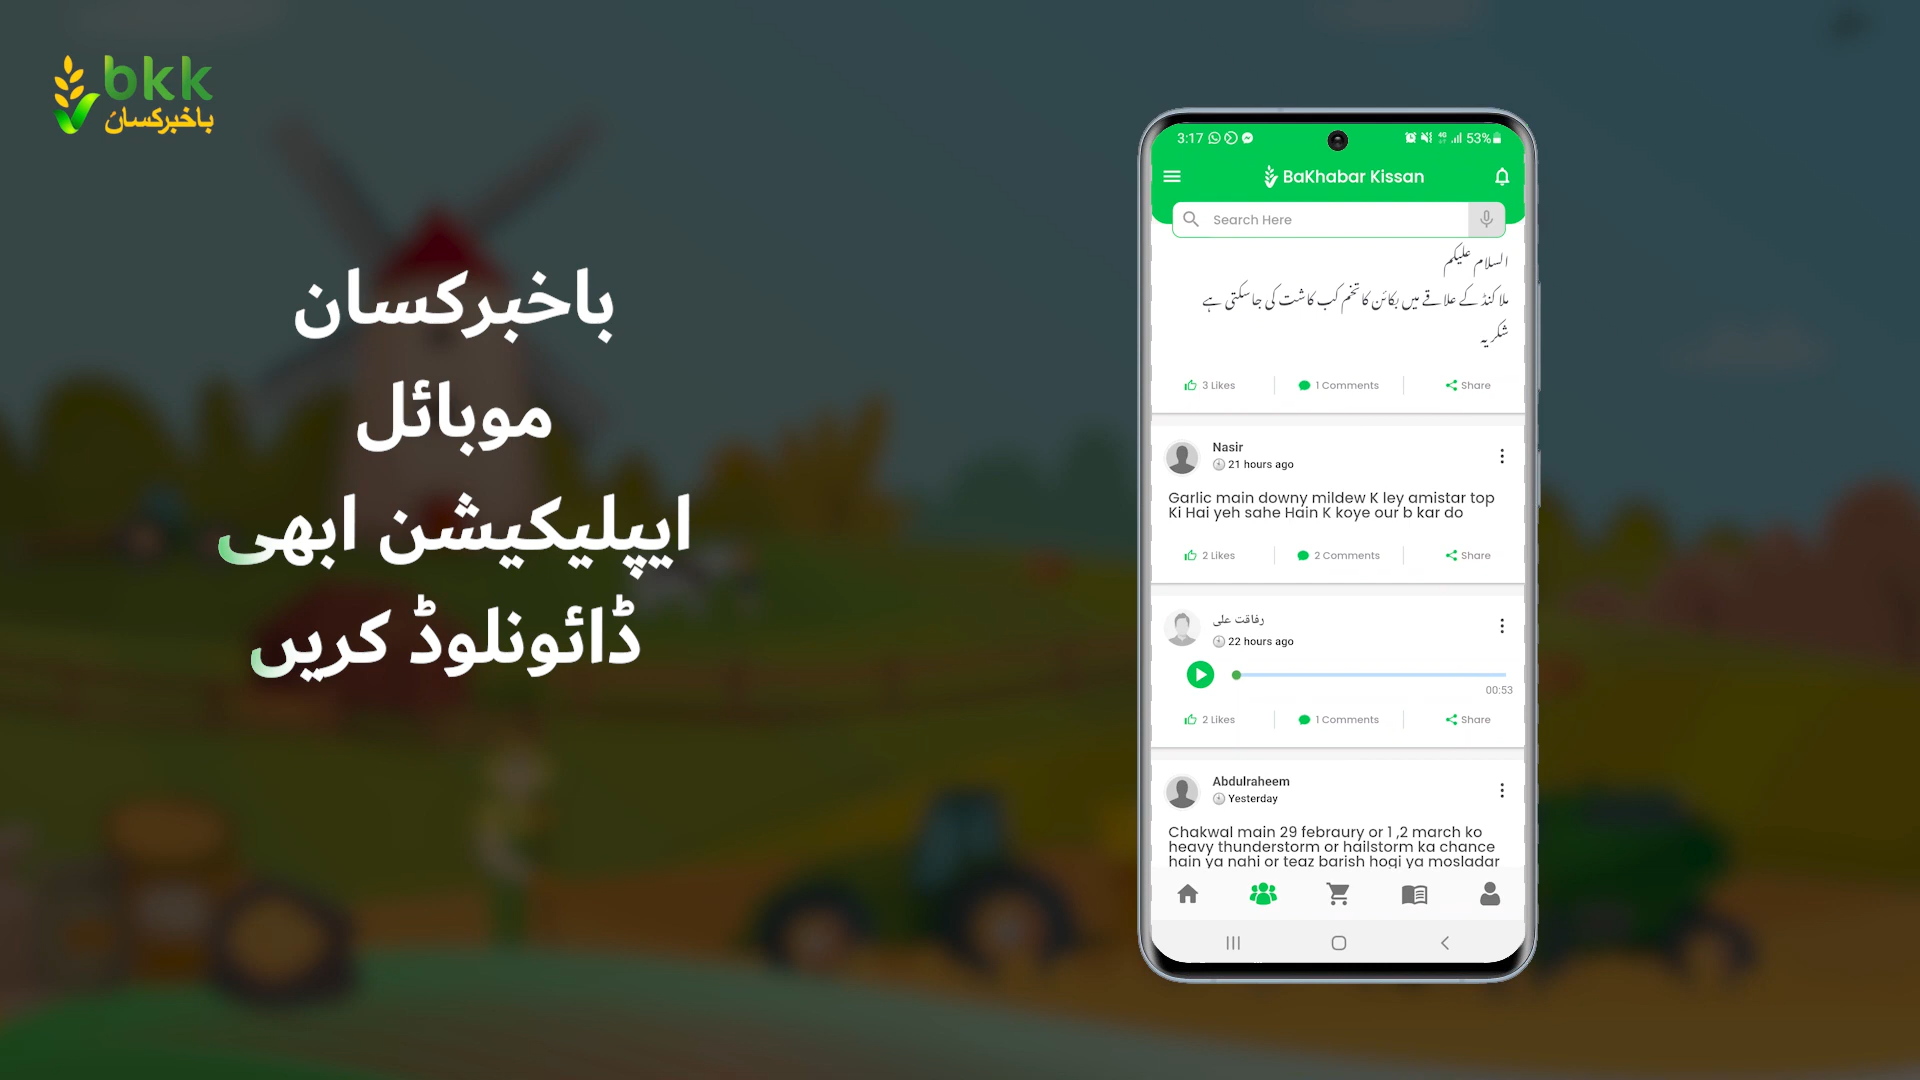 bkk
باخبرکسان
باخبرکسان
موبائل
ایپلیکیشن ابھی
ڈائونلوڈ کریں
3:17
4G
53%
BaKhabar Kissan
Search Here
السلام علیکم
ملاکنڈ کے علاقے میں بکائن کا تخم کب کاشت کی جاسکتی ہے
شکریہ
3 Likes 1 Comments Share
Nasir
21 hours ago
Garlic main downy mildew K ley amistar top
Ki Hai yeh sahe Hain K koye our b kar do
2 Likes 2 Comments Share
رفاقت علی
22 hours ago
00:53
2 Likes 1 Comments Share
Abdulraheem
Yesterday
Chakwal main 29 febraury or 1 ,2 march ko
heavy thunderstorm or hailstorm ka chance
hain ya nahi or teaz barish hogi ya mosladar